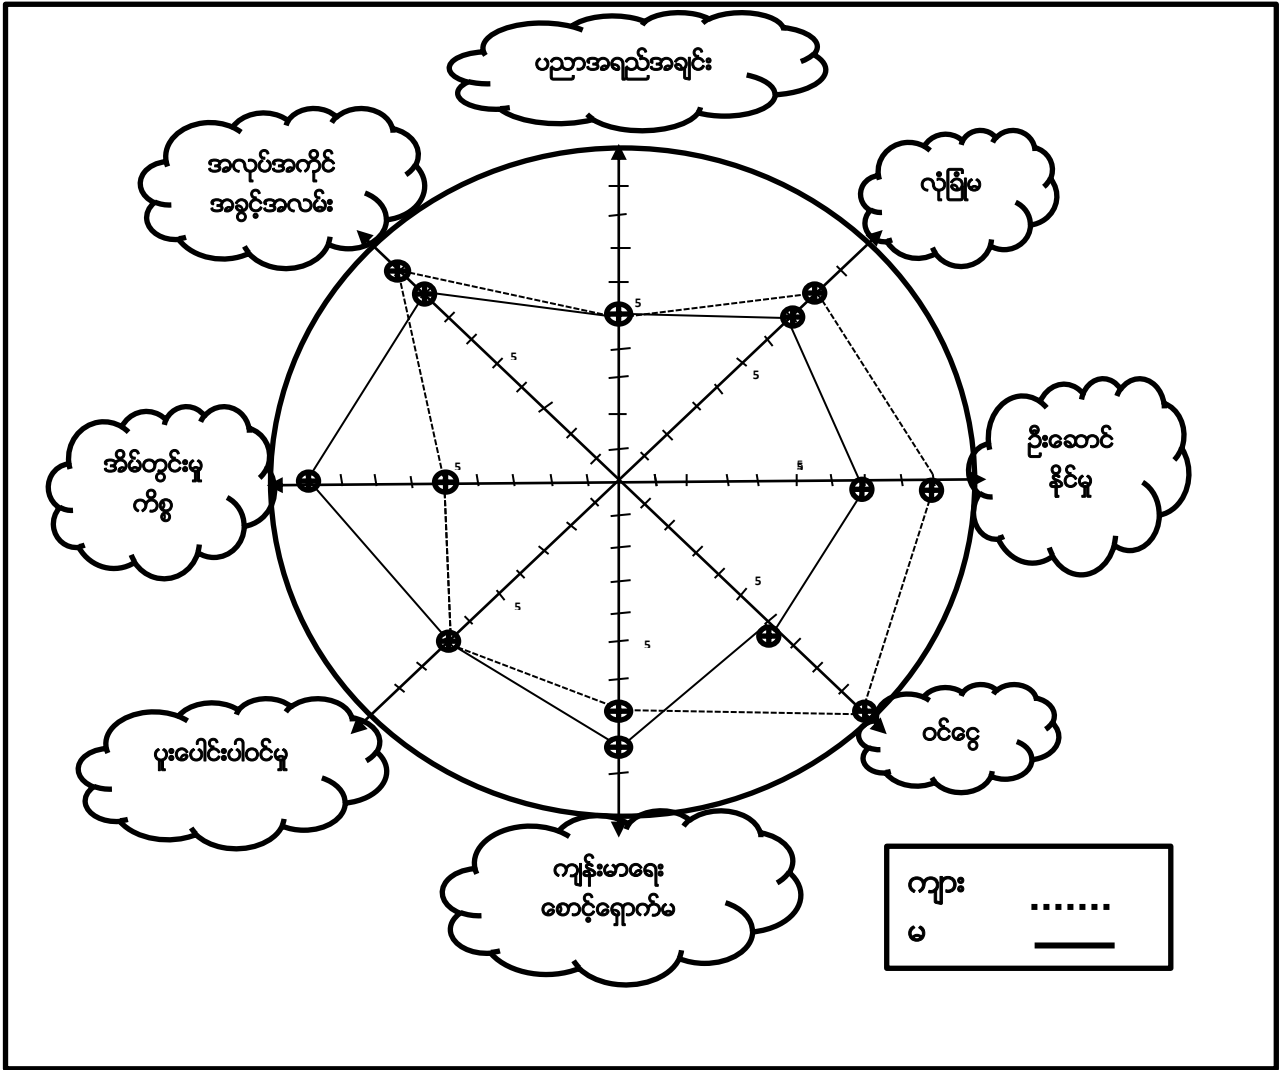 ပညာအရည်အချင်း
အလုပ်အကိုင်
အခွင့်အလမ်း
လုံခြုံမ
5
5
5
5
5
ဦးဆောင်
နိုင်မှု
အိမ်တွင်းမှု
ကိစ္စ
5
5
5
ဝင်ငွေ
ပူးပေါင်းပါဝင်မှု
ကျန်းမာရေး
စောင့်ရှောက်မ
ကျား
မ